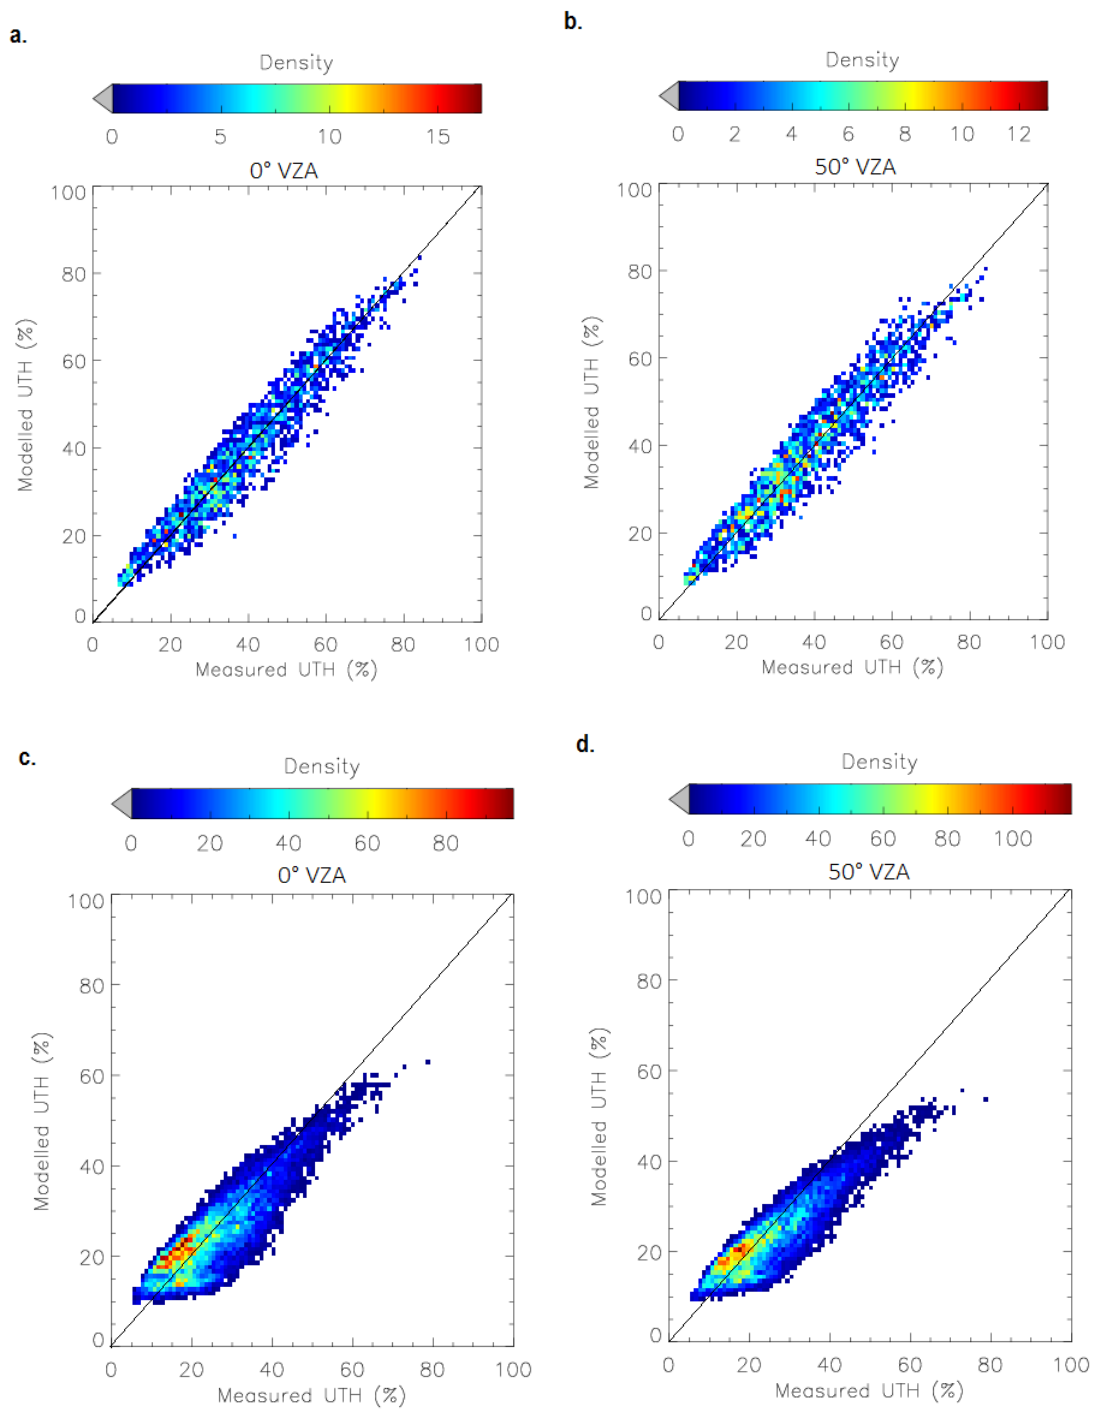 a.
Density
0 5 10 15
0° VZA
100
80
60
40
20
0
Modelled UTH (%)
0 20 40 60 80 100
Measured UTH (%)
b.
Density
0 2 4 6 8 10 12
50° VZA
100
80
60
40
20
0
Modelled UTH (%)
0 20 40 60 80 100
Measured UTH (%)
c.
Density
0 20 40 60 80
0° VZA
100
80
60
40
20
0
Modelled UTH (%)
0 20 40 60 80 100
Measured UTH (%)
d.
Density
0 20 40 60 80 100
50° VZA
100
80
60
40
20
0
Modelled UTH (%)
0 20 40 60 80 100
Measured UTH (%)